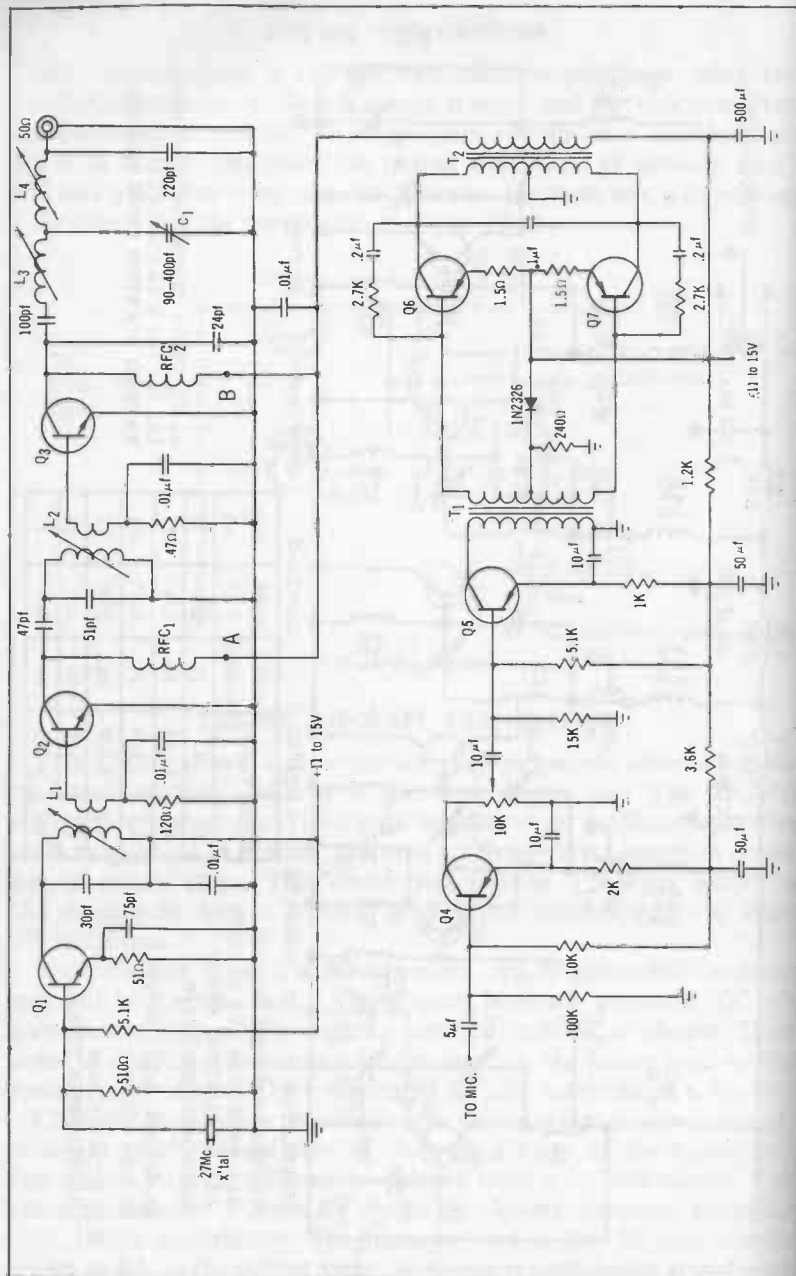 27Mc
x'tal
510Ω
5.1K
Q1
51Ω
75pf
30pf
.01μf
L1
120Ω
.01μf
Q2
+11 to 15V
RFC1
A
47pf
51pf
L2
.47Ω
.01μf
Q3
RFC
2
B
24pf
100pf
.01μf
L3
90-400pf
C1
L4
220pf
50Ω
TO MIC
5μf
100K
10K
Q4
2K
10μf
10K
50μf
3.6K
10μf
15K
5.1K
Q5
1K
10μf
50μf
T1
240Ω
1N2326
1.2K
2.7K
.2μf
Q6
1.5Ω
.1μf
1.5Ω
Q7
2.7K
.2μf
±11 to 15V
T2
500μf